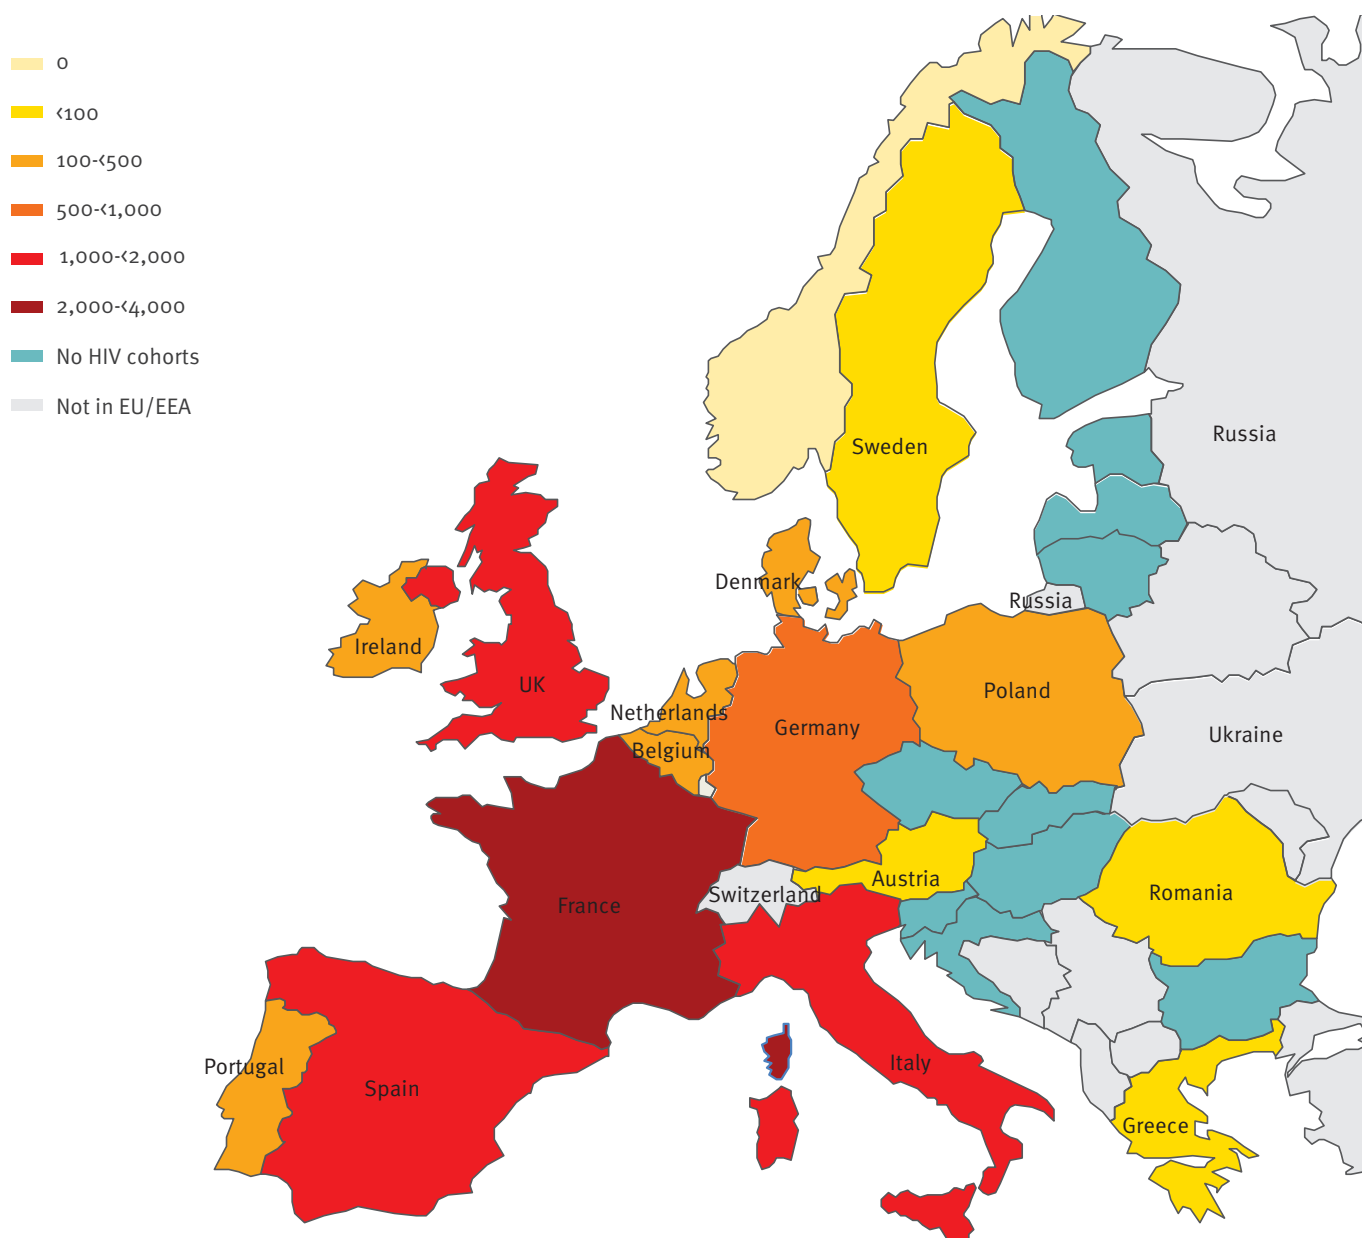 0
<100
100-<500
500-<1,000
1,000-<2,000
2,000-<4,000
No HIV cohorts
Not in EU/EEA
Russia
Sweden
Denmark
Russia
Ireland
UK
Poland
Netherlands
Germany
Ukraine
Belgium
Austria
Switzerland
Romania
France
Italy
Portugal
Spain
Greece